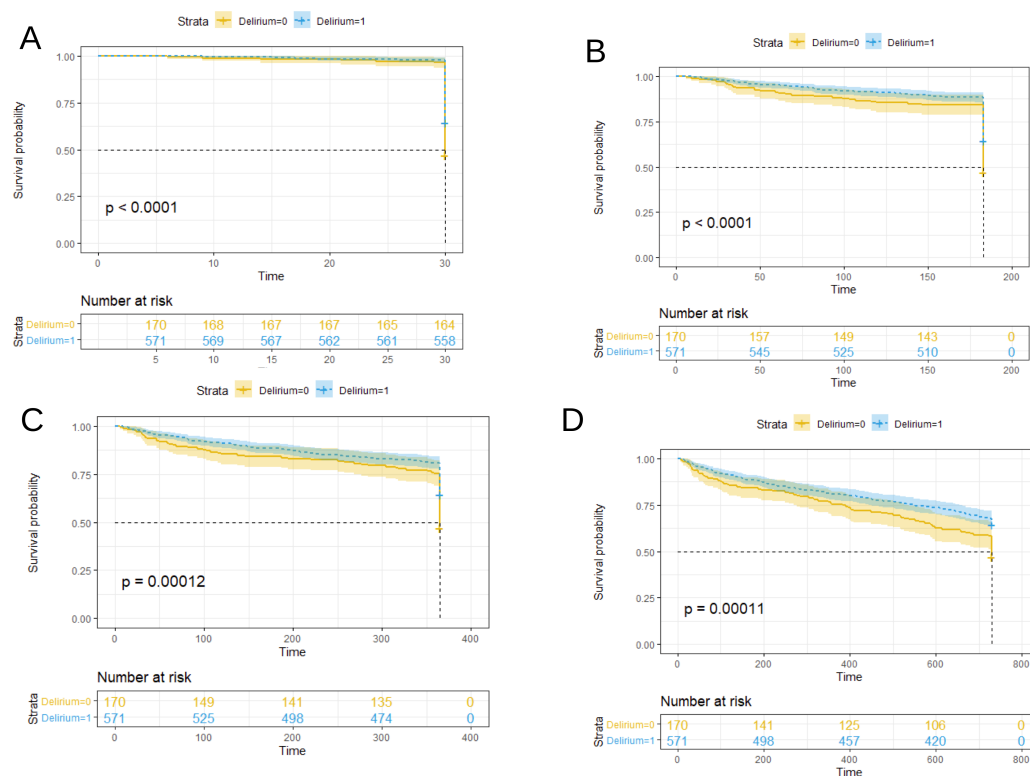 A
Strata Delirium=0 Delirium=1
Survival probability
1.00
0.75
0.50
0.25
0.00
p < 0.0001
0 10 20 30
Time
Number at risk
Strata
Delirium=0 170 168 167 167 165 164
Delirium=1 571 569 567 562 561 558
5 10 15 20 25 30
B
Strata Delirium=0 Delirium=1
Survival probability
1.00
0.75
0.50
0.25
0.00
p < 0.0001
0 50 100 150 200
Time
Number at risk
Strata
Delirium=0 170 157 149 143 0
Delirium=1 571 545 525 510 0
0 50 100 150 200
Time
C
Strata Delirium=0 Delirium=1
Survival probability
1.00
0.75
0.50
0.25
0.00
p = 0.00012
0 100 200 300 400
Time
Number at risk
Strata
Delirium=0 170 149 141 135 0
Delirium=1 571 525 498 474 0
0 100 200 300 400
Time
D
Strata Delirium=0 Delirium=1
Survival probability
1.00
0.75
0.50
0.25
0.00
p = 0.00011
0 200 400 600 800
Time
Number at risk
Strata
Delirium=0 170 141 125 106 0
Delirium=1 571 498 457 420 0
0 200 400 600 800
Time